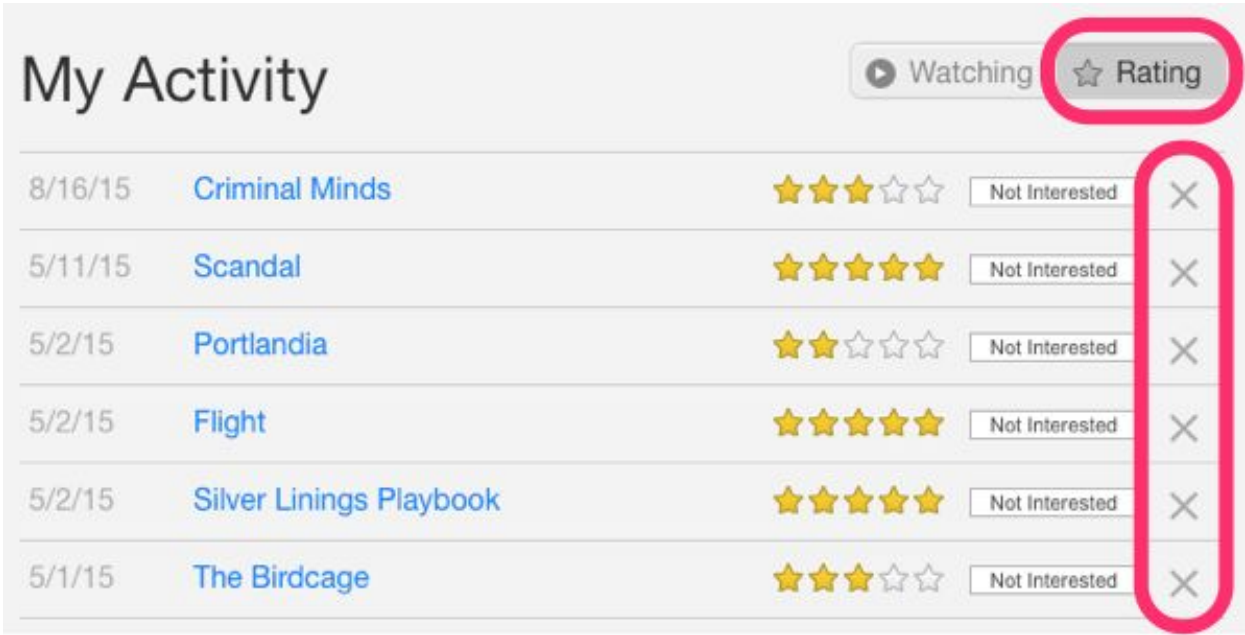 My Activity Watching Rating
8/16/15 Criminal Minds Not Interested
5/11/15 Scandal Not Interested
5/2/15 Portlandia Not Interested
5/2/15 Flight Not Interested
5/2/15 Silver Linings Playbook Not Interested
5/1/15 The Birdcage Not Interested